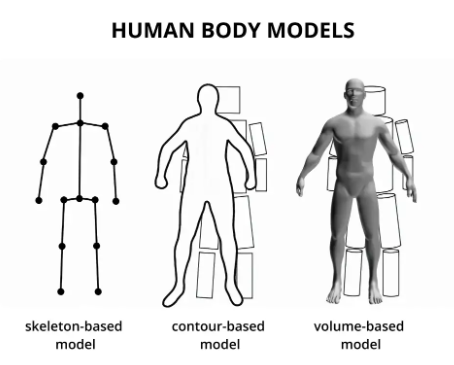 HUMAN BODY MODELS
skeleton-based
model
contour-based
model
volume-based
model